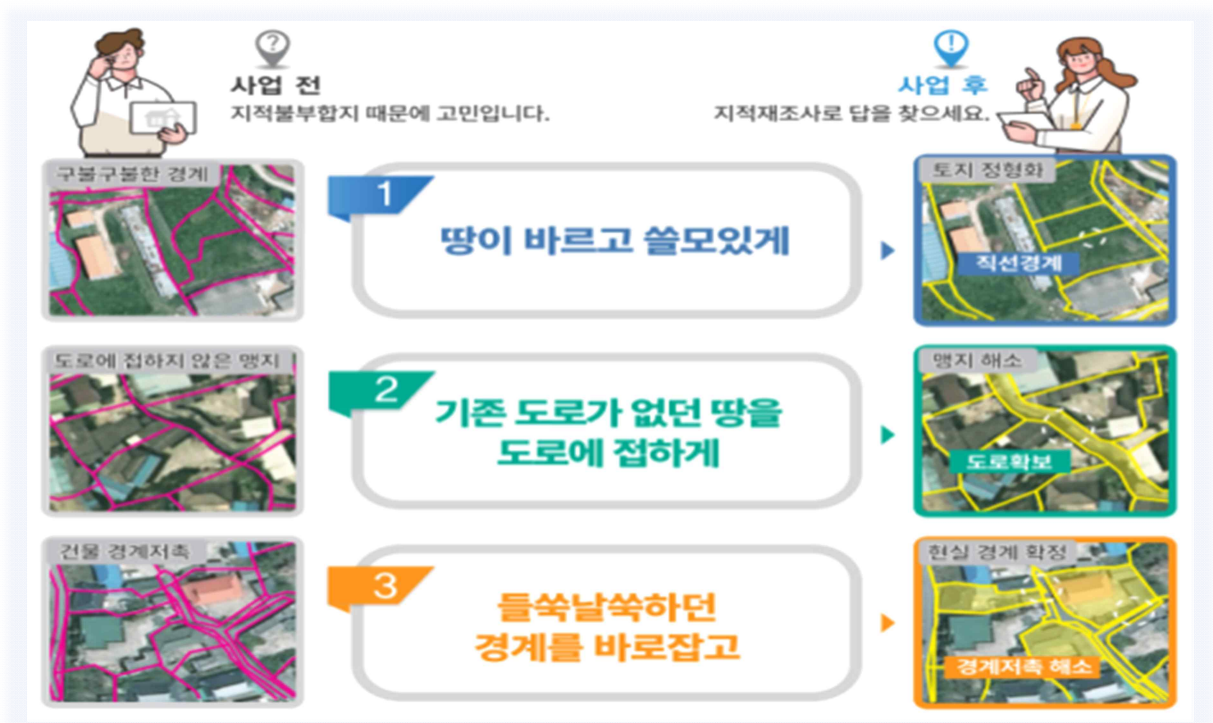 ?
사업 전
지적불부합지 때문에 고민입니다.
!
사업 후
지적재조사로 답을 찾으세요.
구불구불한 경계
1
땅이 바르고 쓸모있게
토지 정형화
직선경계
도로에 접하지 않은 맹지
2
기존 도로가 없던 땅을
도로에 접하게
맹지 해소
도로확보
건물 경계저촉
3
들쑥날쑥하던
경계를 바로잡고
현실 경계 확정
경계저촉 해소